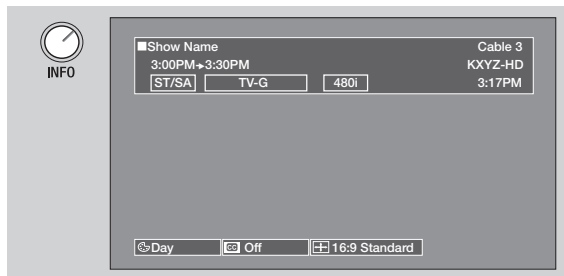 INFO
■Show Name Cable 3
3:00PM→3:30PM KXYZ-HD
ST/SA TV-G 480i 3:17PM
Day CC Off 16:9 Standard